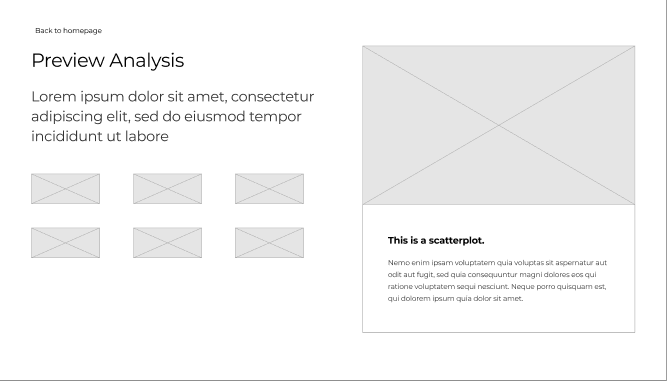 Back to homepage
Preview Analysis
Lorem ipsum dolor sit amet, consectetur
adipiscing elit, sed do eiusmod tempor
incididunt ut labore
This is a scatterplot.
Nemo enim ipsam voluptatem quia voluptas sit aspernatur aut
odit aut fugit, sed quia consequuntur magni dolores eos qui
ratione voluptatem sequi nesciunt. Neque porro quisquam est,
qui dolorem ipsum quia dolor sit amet.